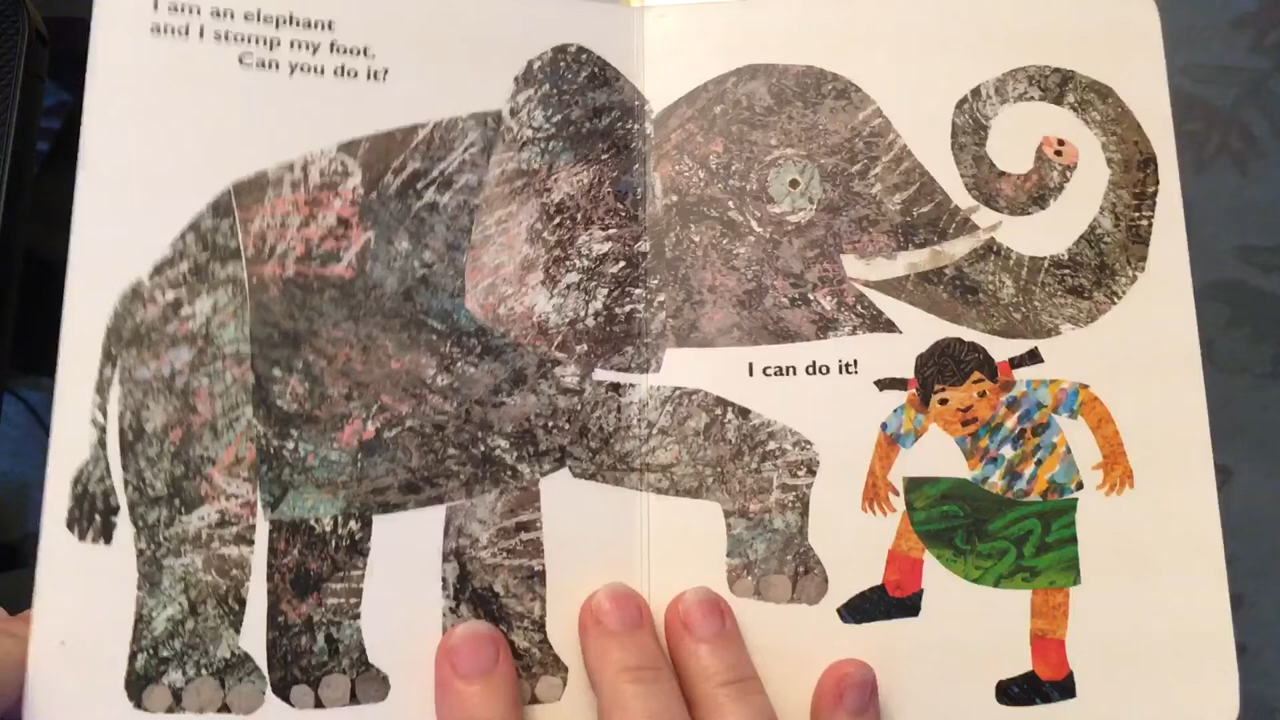 I am an elephant
and I stomp my foot.
Can you do it?
I can do it!